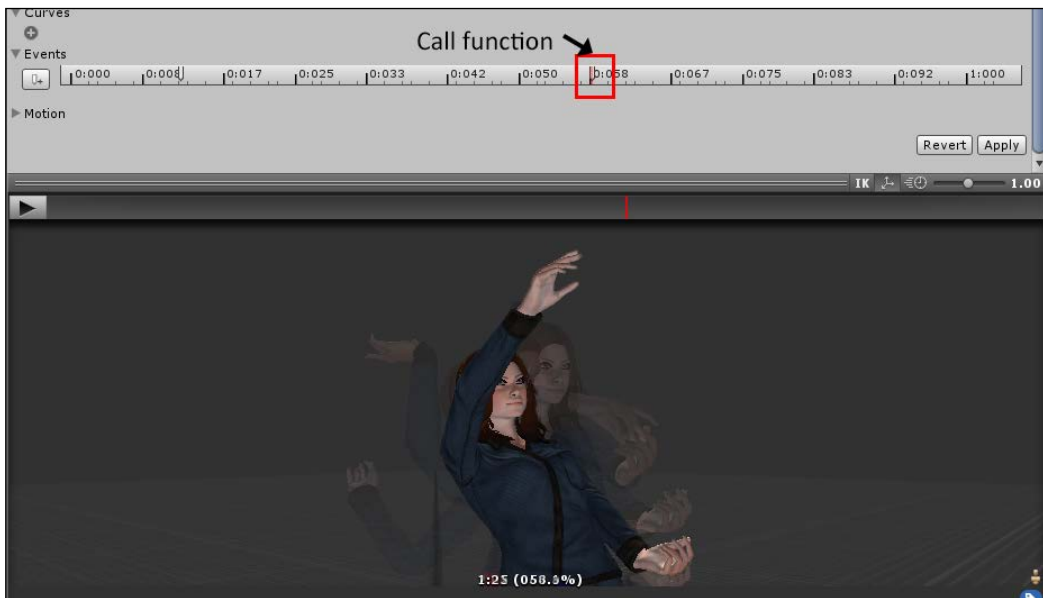 Curves
Call function
Events
0:000 0:008 0:017 0:025 0:033 0:042 0:050 0:058 0:067 0:075 0:083 0:092 1:000
Motion
Revert Apply
IK 1.00
1:25 (058.9%)